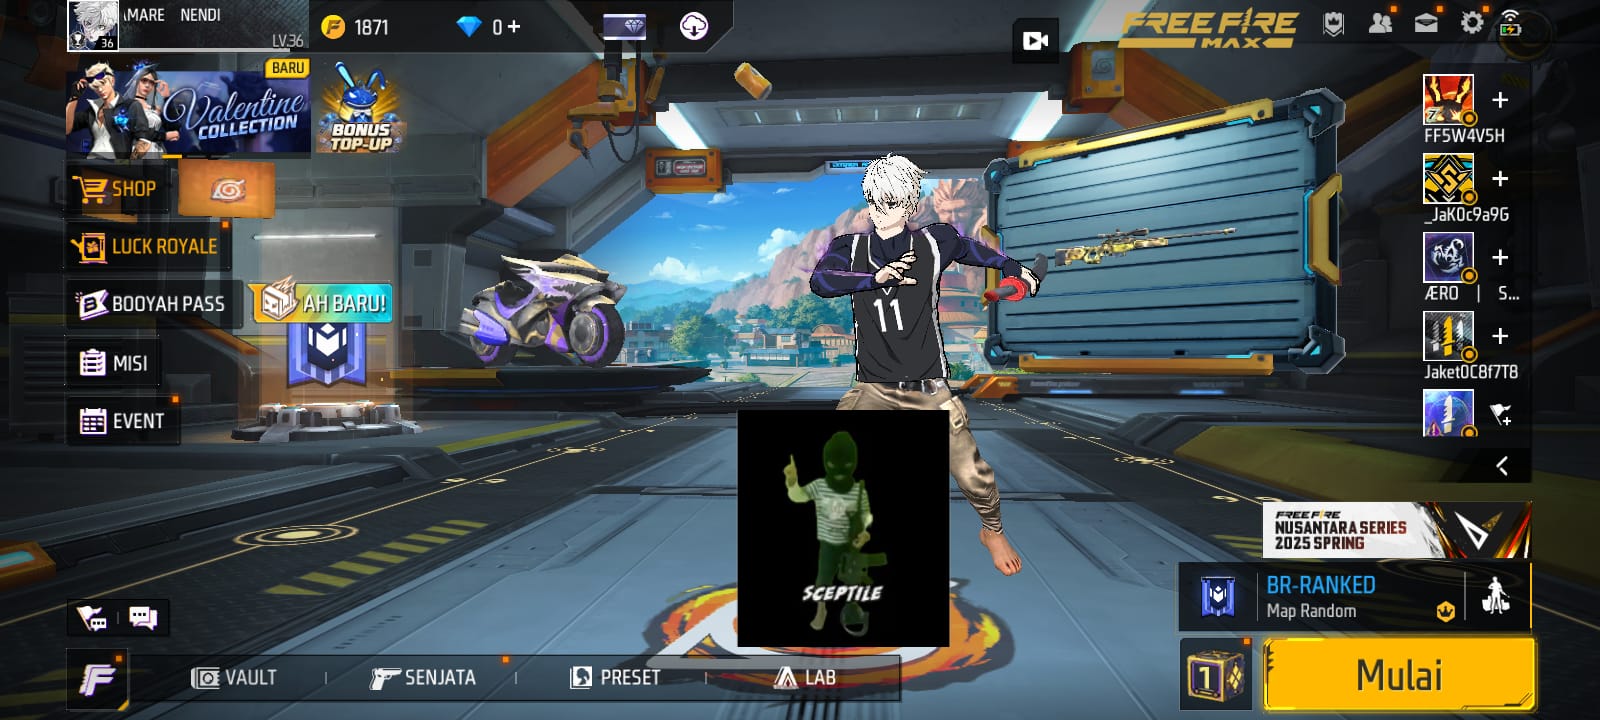 MARE NENDI
36
LV.36
1871
0 +
FREE FIRE
MAX
BARU
Valentine
COLLECTION
BONUS
TOP-UP
SHOP
LUCK ROYALE
BOOYAH PASS
AH BARU!
MISI
EVENT
11
FF5W4V5H
_JaK0c9a9G
ÆRO | S...
Jaket0C8f7T8
FREE FIRE
NUSANTARA SERIES
2025 SPRING
BR-RANKED
Map Random
SCEPTILE
VAULT
SENJATA
PRESET
LAB
1
Mulai